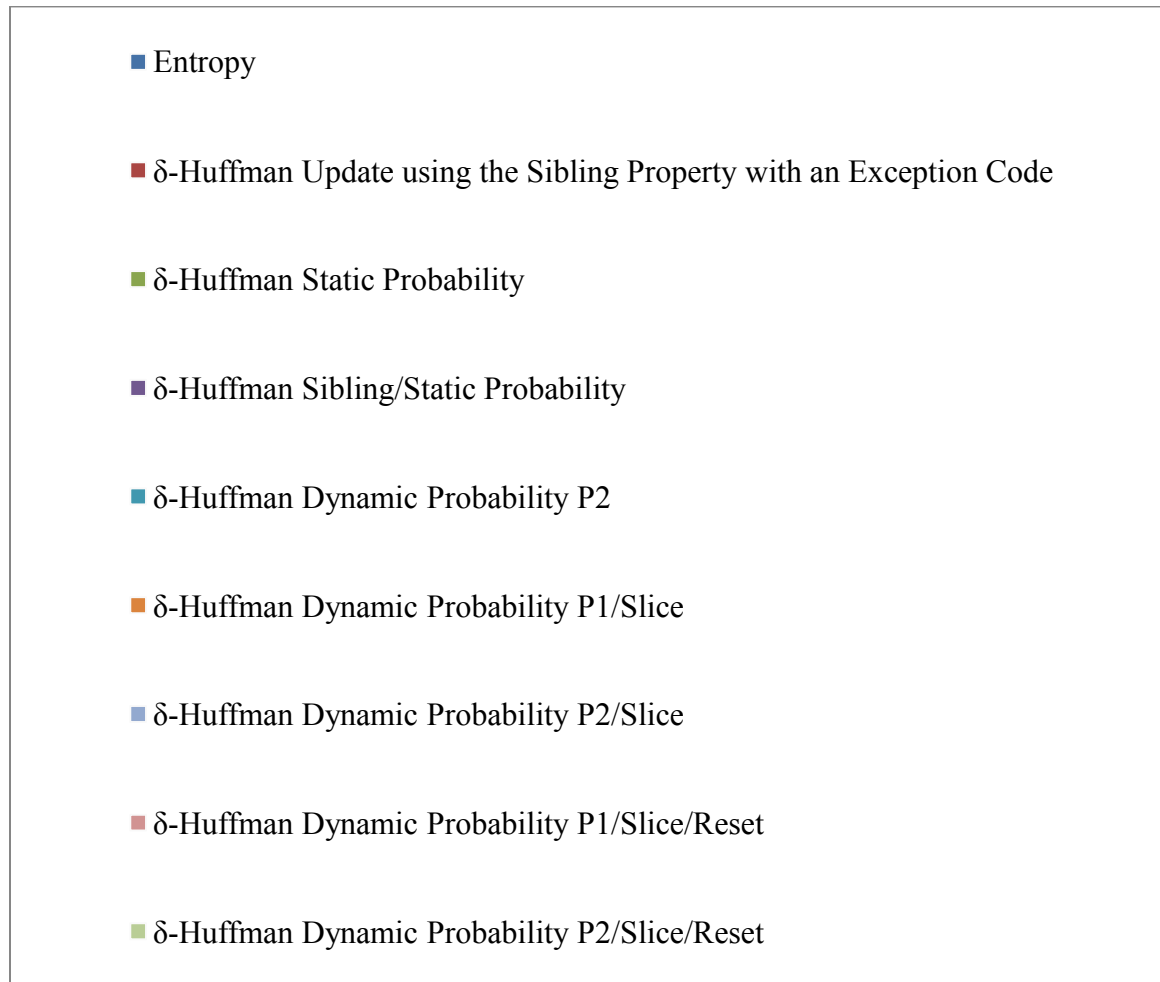 Entropy
δ-Huffman Update using the Sibling Property with an Exception Code
δ-Huffman Static Probability
δ-Huffman Sibling/Static Probability
δ-Huffman Dynamic Probability P2
δ-Huffman Dynamic Probability P1/Slice
δ-Huffman Dynamic Probability P2/Slice
δ-Huffman Dynamic Probability P1/Slice/Reset
δ-Huffman Dynamic Probability P2/Slice/Reset